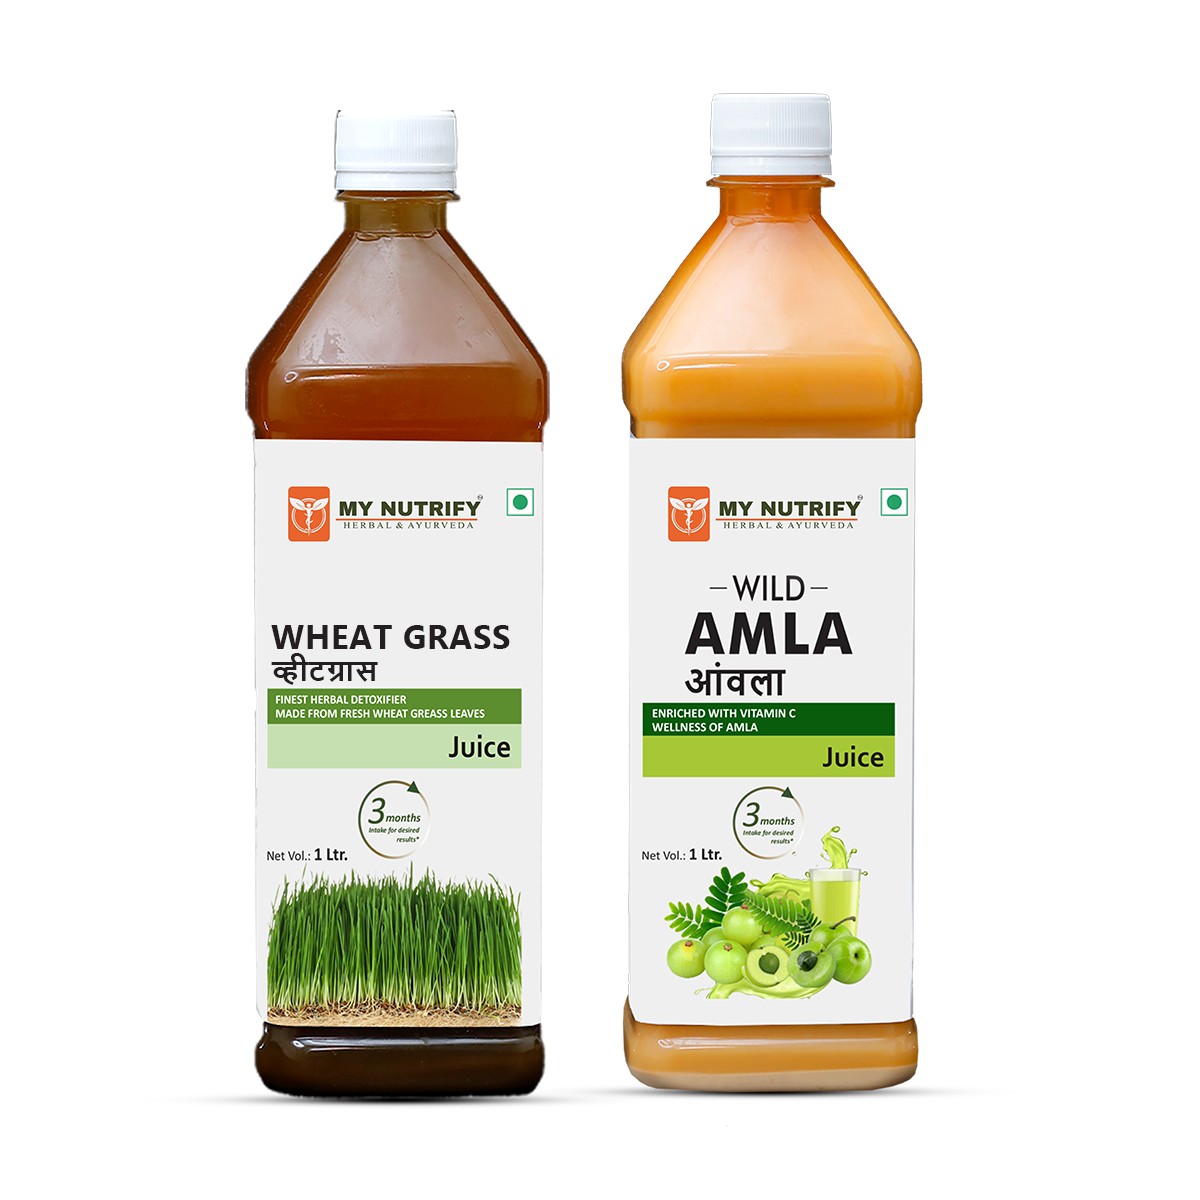 MY NUTRIFY
HERBAL & AYURVEDA
WHEAT GRASS
व्हीटग्रास
FINEST HERBAL DETOXIFIER
MADE FROM FRESH WHEAT GREASS LEAVES
Juice
3 months
Intake for desired
results*
Net Vol.: 1 Ltr.
MY NUTRIFY
HERBAL & AYURVEDA
–WILD–
AMLA
आंवला
ENRICHED WITH VITAMIN C
WELLNESS OF AMLA
Juice
3 months
Intake for desired
results*
Net Vol.: 1 Ltr.